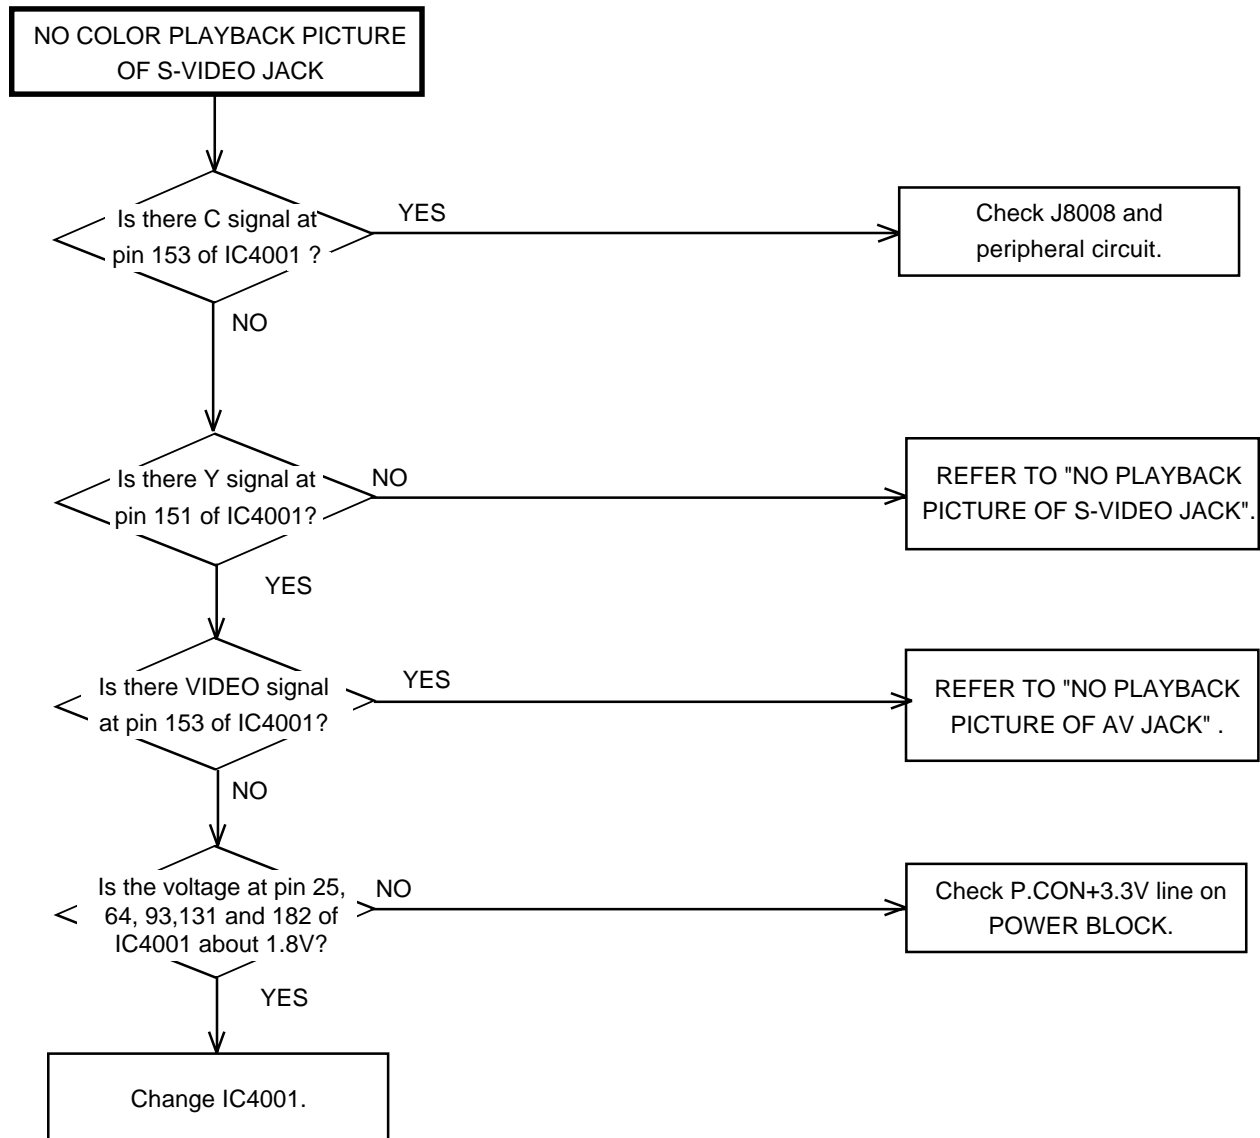 NO COLOR PLAYBACK PICTURE
OF S-VIDEO JACK
Is there C signal at
pin 153 of IC4001 ?
YES
Check J8008 and
peripheral circuit.
NO
Is there Y signal at
pin 151 of IC4001?
NO
REFER TO "NO PLAYBACK
PICTURE OF S-VIDEO JACK".
YES
Is there VIDEO signal
at pin 153 of IC4001?
YES
REFER TO "NO PLAYBACK
PICTURE OF AV JACK" .
NO
Is the voltage at pin 25,
64, 93,131 and 182 of
IC4001 about 1.8V?
NO
Check P.CON+3.3V line on
POWER BLOCK.
YES
Change IC4001.